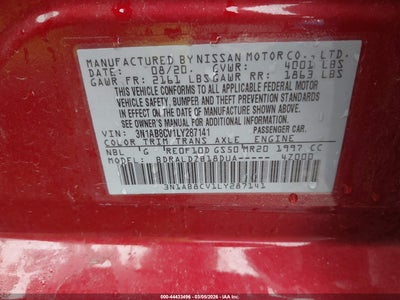 MANUFACTURED BY NISSAN MOTOR CO., LTD.
DATE: 08/20. GVWR: 4001 LBS
GAWR FR: 2161 LBS GAWR RR: 1863 LBS
THIS VEHICLE CONFORMS TO ALL APPLICABLE FEDERAL MOTOR
VEHICLE SAFETY, BUMPER AND THEFT PREVENTION STANDARDS
IN EFFECT ON THE DATE OF MANUFACTURE
SHOWN ABOVE.
VIN: 3N1AB8CV1LY287141 PASSENGER CAR.
COLOR TRIM TRANS AXLE ENGINE
NBL G RE0F10D GS50 MR20 1997 CC
MODEL: BDRALDZB18DUA 47000
3N1AB8CV1LY287141
000-44433496 - 03/05/2026 - IAA